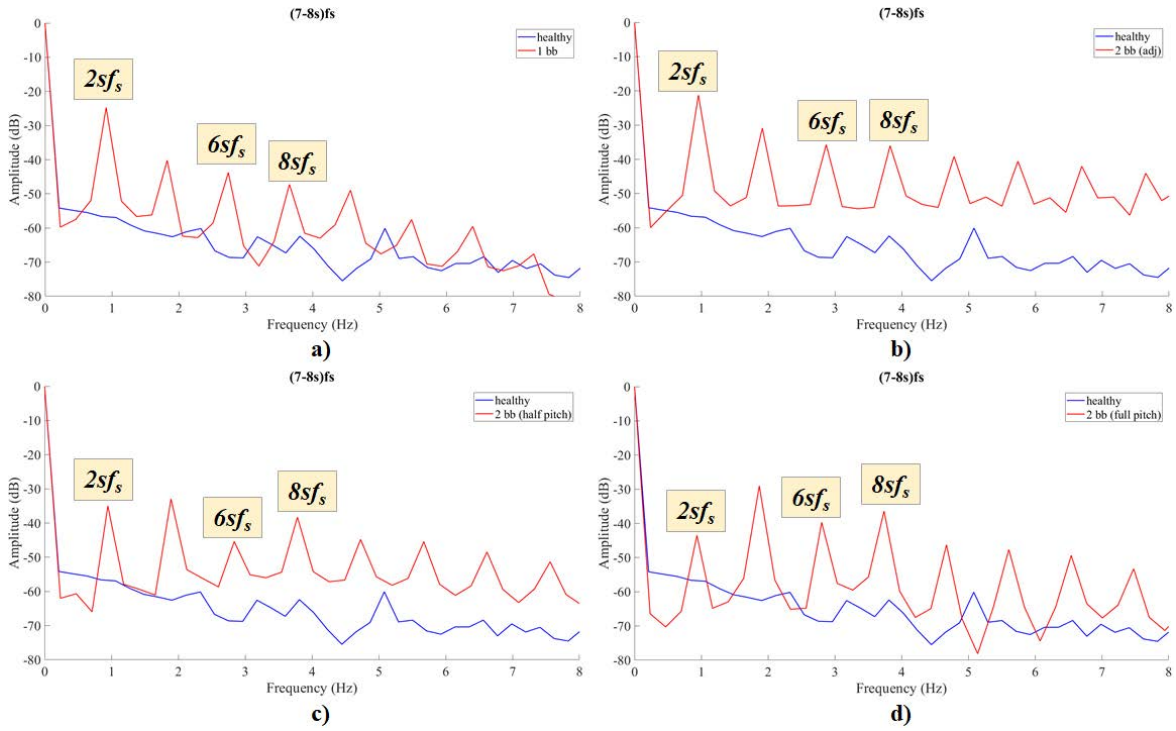 (7-8s)fs
healthy
1 bb
2sfs
6sfs
8sfs
Amplitude (dB)
0
-10
-20
-30
-40
-50
-60
-70
-80
0 1 2 3 4 5 6 7 8
Frequency (Hz)
a)
(7-8s)fs
healthy
2 bb (adj)
2sfs
6sfs
8sfs
Amplitude (dB)
0
-10
-20
-30
-40
-50
-60
-70
-80
0 1 2 3 4 5 6 7 8
Frequency (Hz)
b)
(7-8s)fs
healthy
2 bb (half pitch)
2sfs
6sfs
8sfs
Amplitude (dB)
0
-10
-20
-30
-40
-50
-60
-70
-80
0 1 2 3 4 5 6 7 8
Frequency (Hz)
c)
(7-8s)fs
healthy
2 bb (full pitch)
2sfs
6sfs
8sfs
Amplitude (dB)
0
-10
-20
-30
-40
-50
-60
-70
-80
0 1 2 3 4 5 6 7 8
Frequency (Hz)
d)